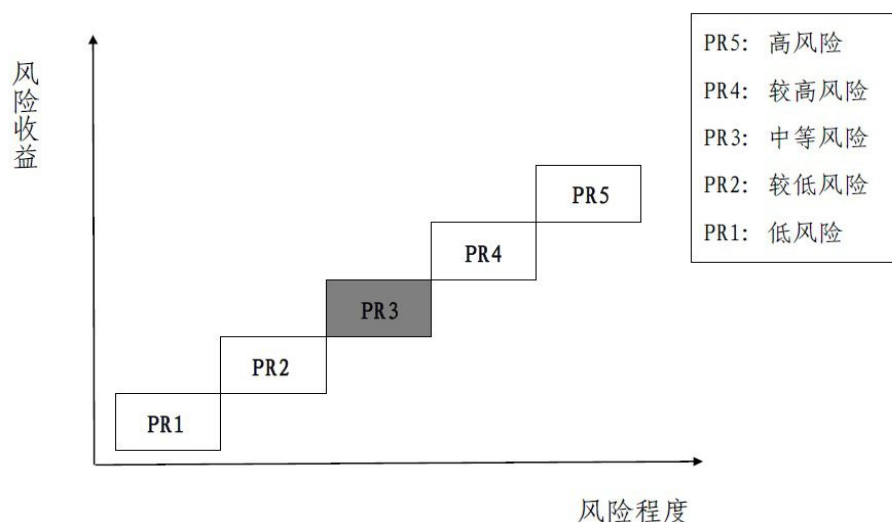 风险收益
PR5: 高风险
PR4: 较高风险
PR3: 中等风险
PR2: 较低风险
PR1: 低风险
PR5
PR4
PR3
PR2
PR1
风险程度